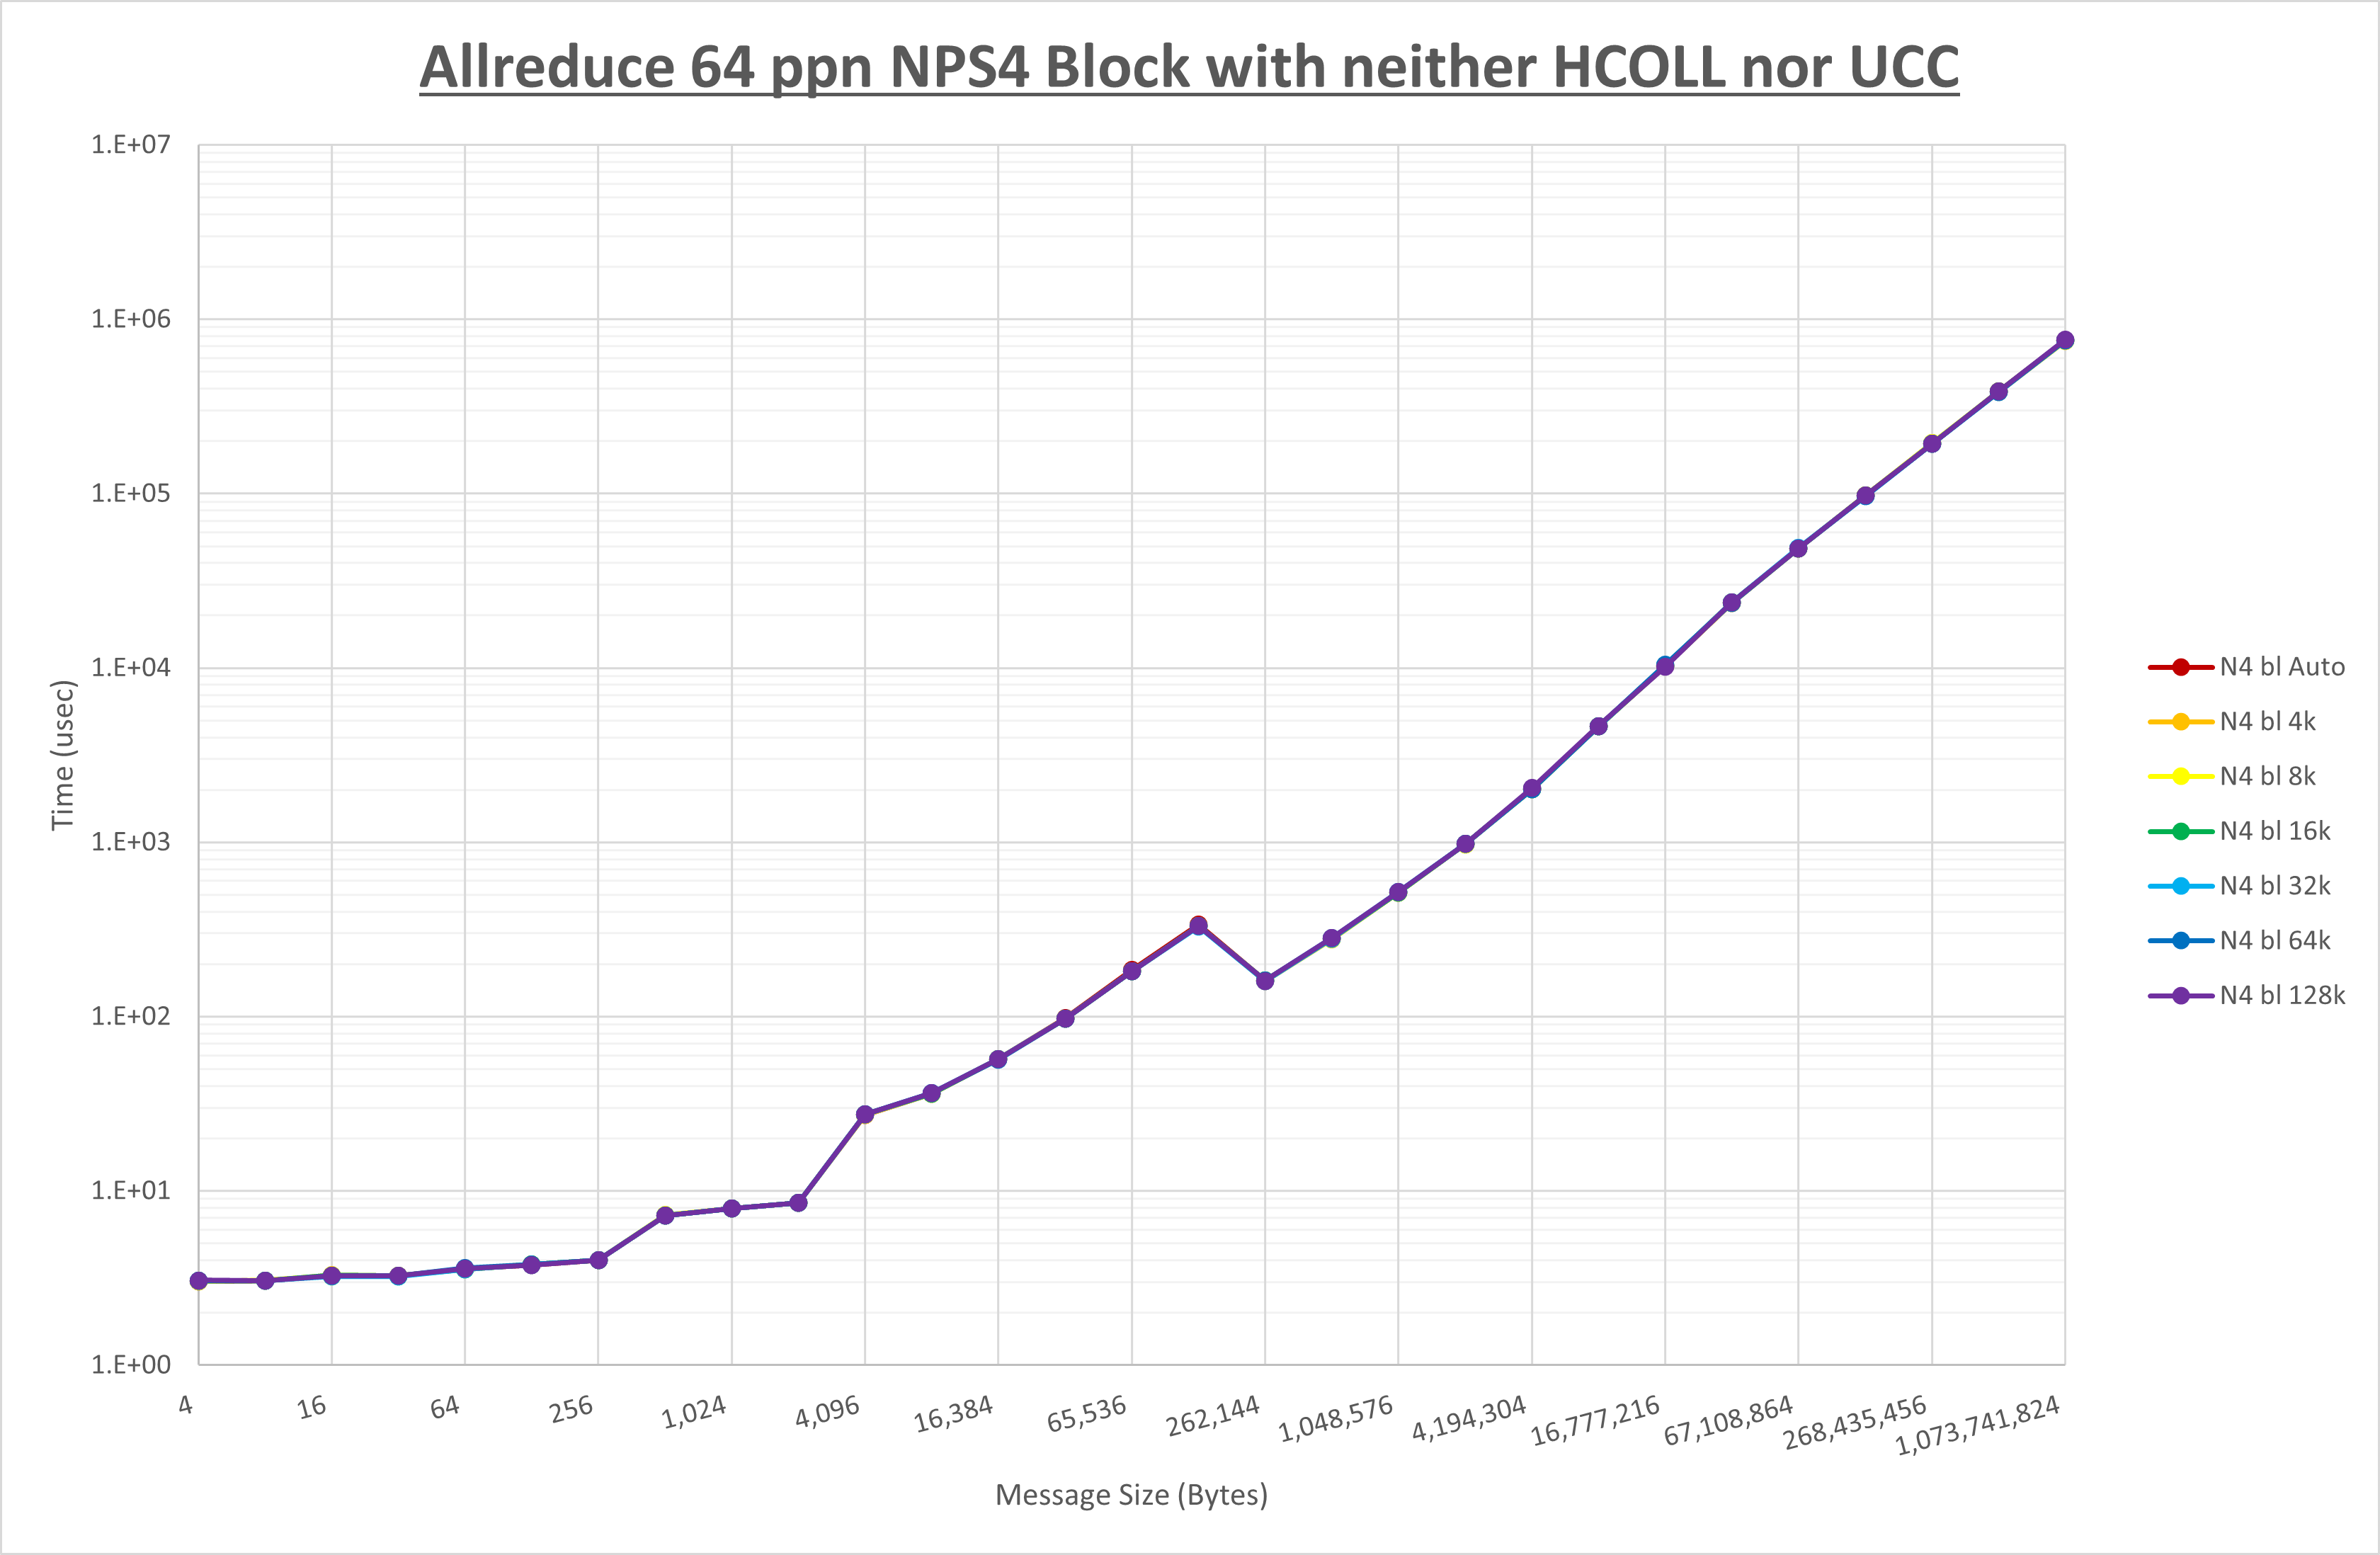 Allreduce 64 ppn NPS4 Block with neither HCOLL nor UCC
1.E+07
1.E+06
1.E+05
1.E+04
1.E+03
1.E+02
1.E+01
1.E+00
Time (usec)
4
16
64
256
1,024
4,096
16,384
65,536
262,144
1,048,576
4,194,304
16,777,216
67,108,864
268,435,456
1,073,741,824
Message Size (Bytes)
N4 bl Auto
N4 bl 4k
N4 bl 8k
N4 bl 16k
N4 bl 32k
N4 bl 64k
N4 bl 128k